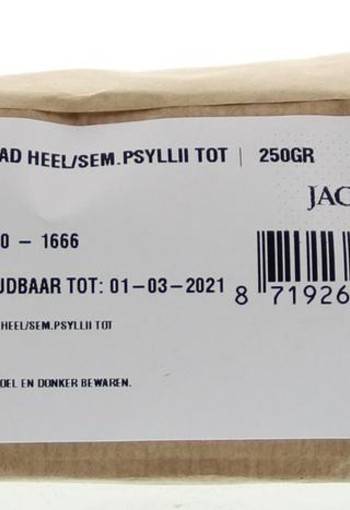 AD HEEL/SEM.PSYLLII TOT | 250GR
JAC
0 - 1666
UDBAAR TOT: 01-03-2021
8 71926
HEEL/SEM.PSYLLII TOT
OEL EN DONKER BEWAREN.